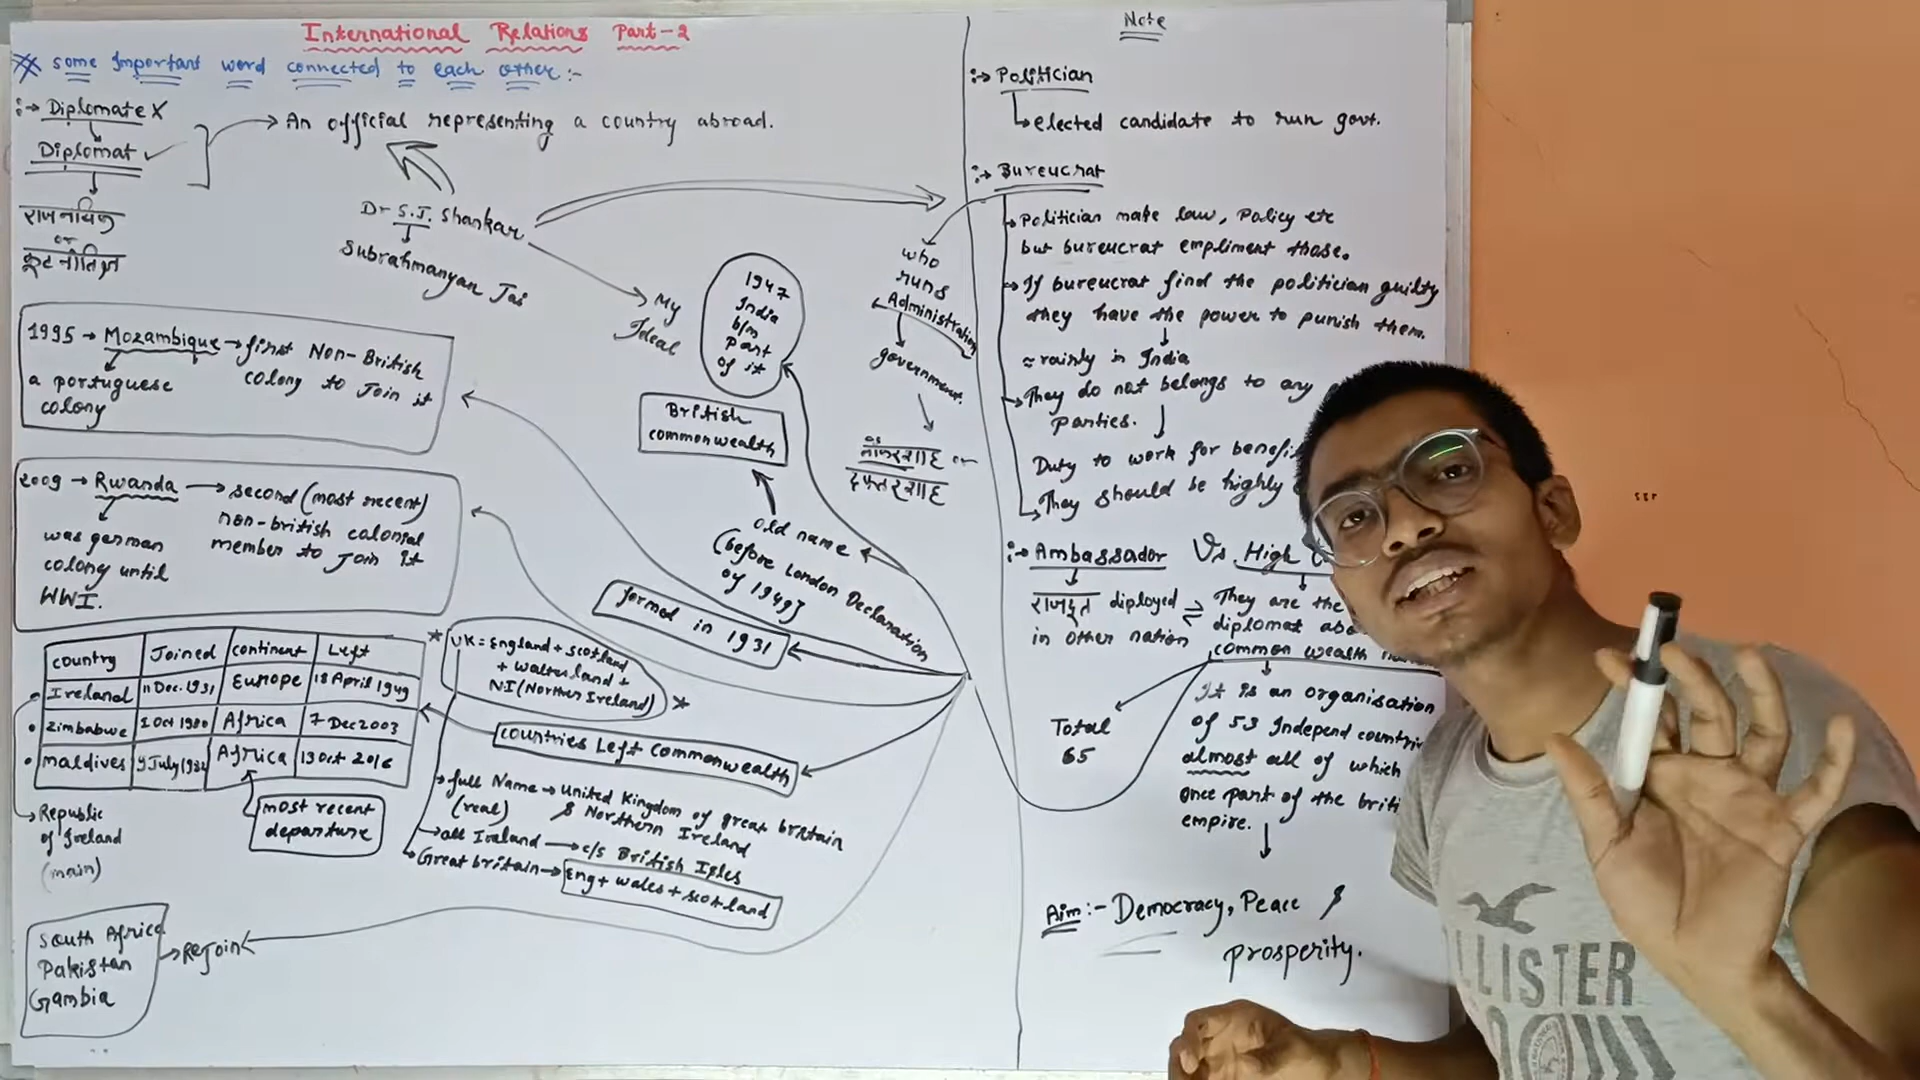 International Relations Part-2
some Important word connected to each other:-
Diplomate X
Diplomat ✓
राजनयिक
or
कूटनीतिज्ञ
An official representing a country abroad.
Dr S.J. Shankar
Subrahmanyan Jai
My
Ideal
1995 → Mozambique → first Non-British
colony to Join it
a portuguese
colony
2009 → Rwanda → second (most recent)
non-british colonial
member to Join It
was german
colony until
WWI.
1947
India
b/m
Part
of it
British
commonwealth
old name
(before London Declaration
of 1949)
formed in 1931
who
runs
Administration
government.
दफ्तरशाह
country Joined continent Left
Ireland 11 Dec. 1931 Europe 18 April 1949
Zimbabwe 1 Oct 1980 Africa 7 Dec 2003
maldives 9 July 1982 Africa 13 Oct 2016
most recent
departure
Republic
of Ireland
(main)
* UK = England + Scotland
+ walter land +
NI (Norther Ireland) *
countries Left Commonwealth
full Name → United Kingdom of great britain
(real) & Northern Ireland
all Ireland → c/s British Isles
Great britain → Eng + wales + scotland
South Africa
Pakistan
Gambia
→ Rejoin
Note
Politician
elected candidate to run govt.
Bureucrat
Politician make law, Policy etc
but bureucrat empliment those.
If bureucrat find the politician guilty
they have the power to punish them.
≈ rainly in India
They do not belongs to any
parties.
Duty to work for
They should be highly
Ambassador Vs High
राजदूत diployed
in other nation
They are the
diplomat
common wealth
Total
65
It is an organisation
of 53 Independ
almost all of which
once part of the
empire.
Aim:- Democracy, Peace &
prosperity.
LLISTER